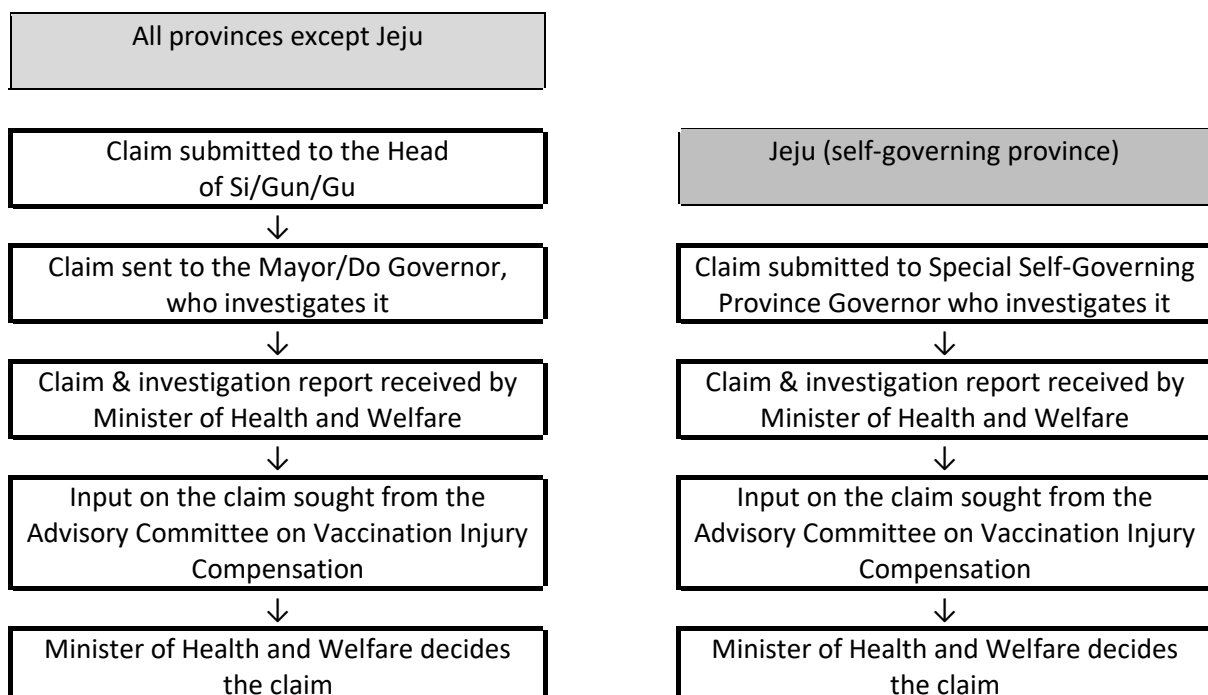 All provinces except Jeju
Claim submitted to the Head
of Si/Gun/Gu
↓
Claim sent to the Mayor/Do Governor,
who investigates it
↓
Claim & investigation report received by
Minister of Health and Welfare
↓
Input on the claim sought from the
Advisory Committee on Vaccination Injury
Compensation
↓
Minister of Health and Welfare decides
the claim
Jeju (self-governing province)
Claim submitted to Special Self-Governing
Province Governor who investigates it
↓
Claim & investigation report received by
Minister of Health and Welfare
↓
Input on the claim sought from the
Advisory Committee on Vaccination Injury
Compensation
↓
Minister of Health and Welfare decides
the claim